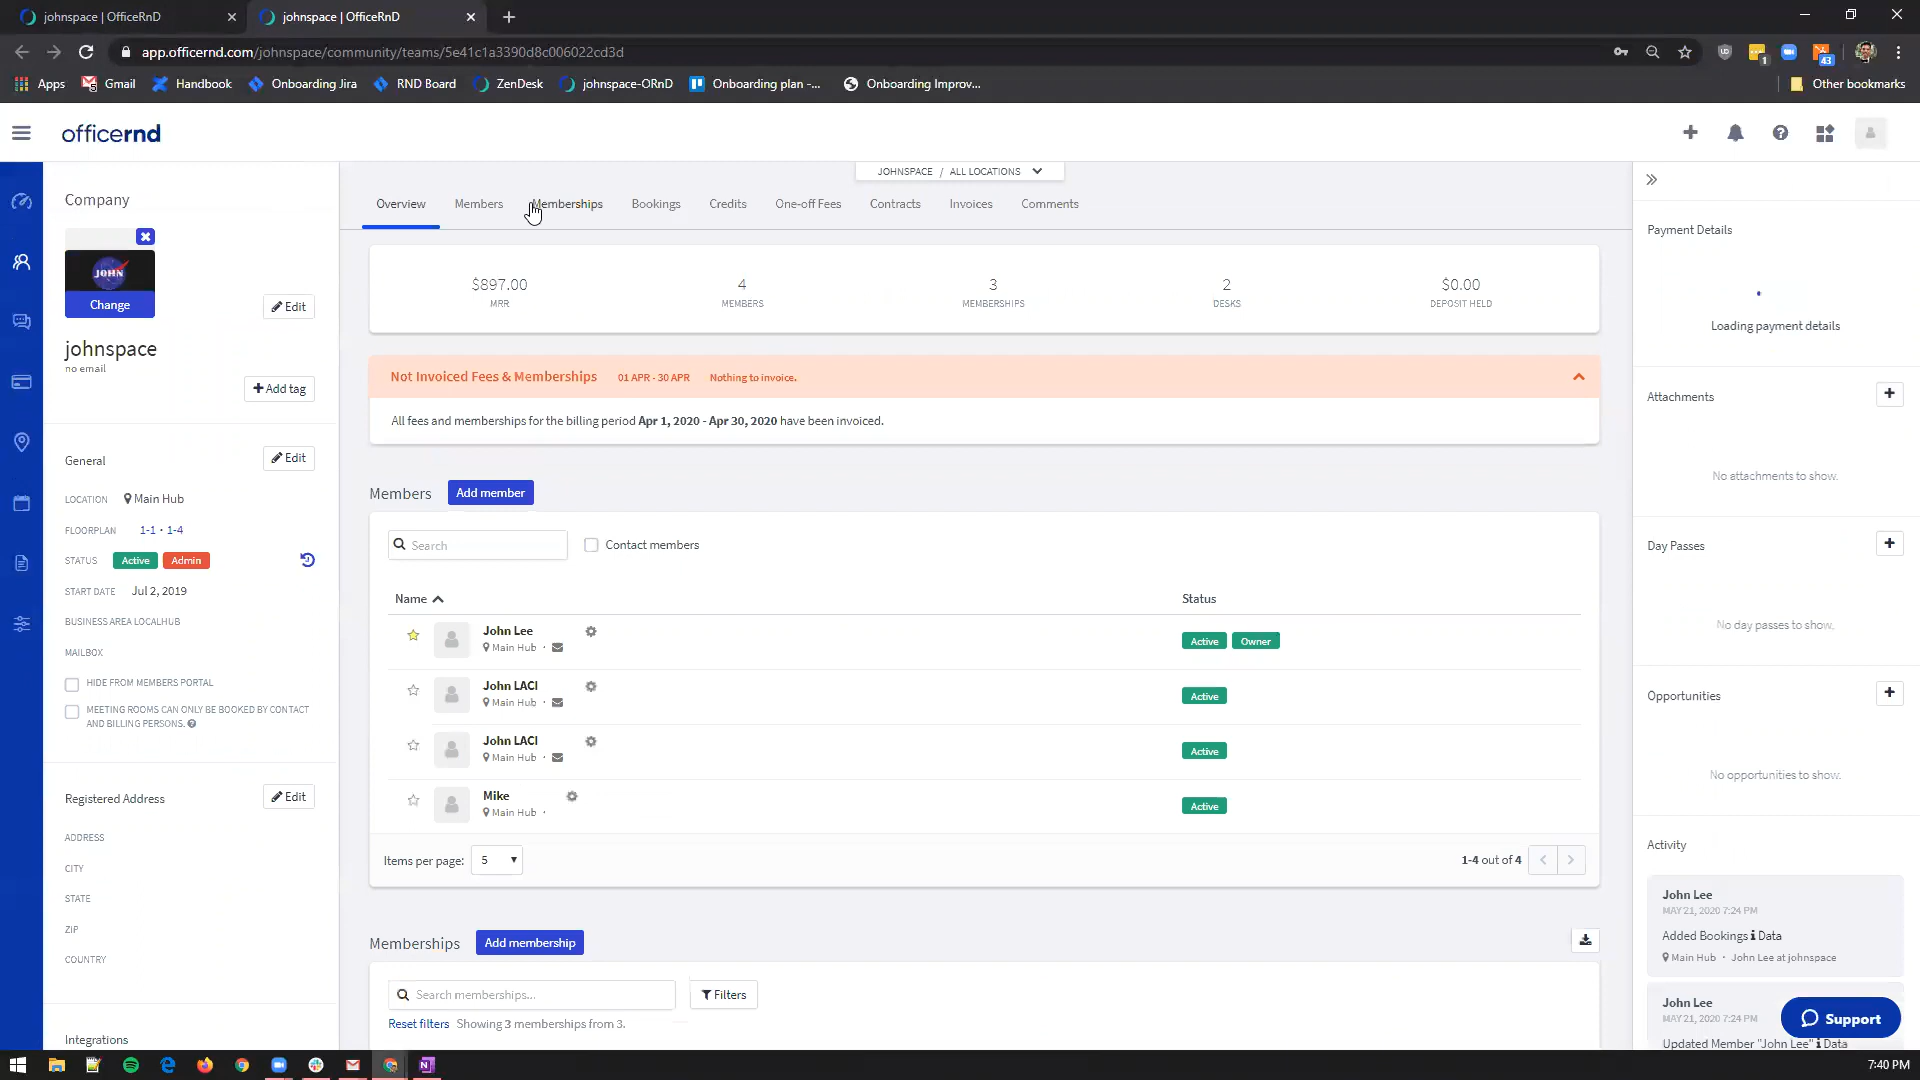 johnspace | OfficeRnD
johnspace | OfficeRnD
app.officernd.com/johnspace/community/teams/5e41c1a3390d8c006022cd3d
1
43
Apps
Gmail
Handbook
Onboarding Jira
RND Board
ZenDesk
johnspace-ORnD
Onboarding plan -...
Onboarding Improv...
Other bookmarks
officernd
JOHNSPACE / ALL LOCATIONS
Company
JOHN
Change
Edit
johnspace
no email
Add tag
General
Edit
LOCATION Main Hub
FLOORPLAN 1-1 · 1-4
STATUS Active Admin
START DATE Jul 2, 2019
BUSINESS AREA LOCALHUB
MAILBOX
HIDE FROM MEMBERS PORTAL
MEETING ROOMS CAN ONLY BE BOOKED BY CONTACT
AND BILLING PERSONS.
Registered Address
Edit
ADDRESS
CITY
STATE
ZIP
COUNTRY
Integrations
Overview
Members
Memberships
Bookings
Credits
One-off Fees
Contracts
Invoices
Comments
$897.00
MRR
4
MEMBERS
3
MEMBERSHIPS
2
DESKS
$0.00
DEPOSIT HELD
Not Invoiced Fees & Memberships 01 APR - 30 APR Nothing to invoice.
All fees and memberships for the billing period Apr 1, 2020 - Apr 30, 2020 have been invoiced.
Members
Add member
Search
Contact members
Name
Status
John Lee
Main Hub ·
Active Owner
John LACI
Main Hub ·
Active
John LACI
Main Hub ·
Active
Mike
Main Hub ·
Active
Items per page: 5
1-4 out of 4
Memberships
Add membership
Search memberships...
Filters
Reset filters Showing 3 memberships from 3.
Payment Details
Loading payment details
Attachments
No attachments to show.
Day Passes
No day passes to show.
Opportunities
No opportunities to show.
Activity
John Lee
MAY 21, 2020 7:24 PM
Added Bookings Data
Main Hub · John Lee at johnspace
John Lee
MAY 21, 2020 7:24 PM
Updated Member "John Lee" Data
Support
7:40 PM